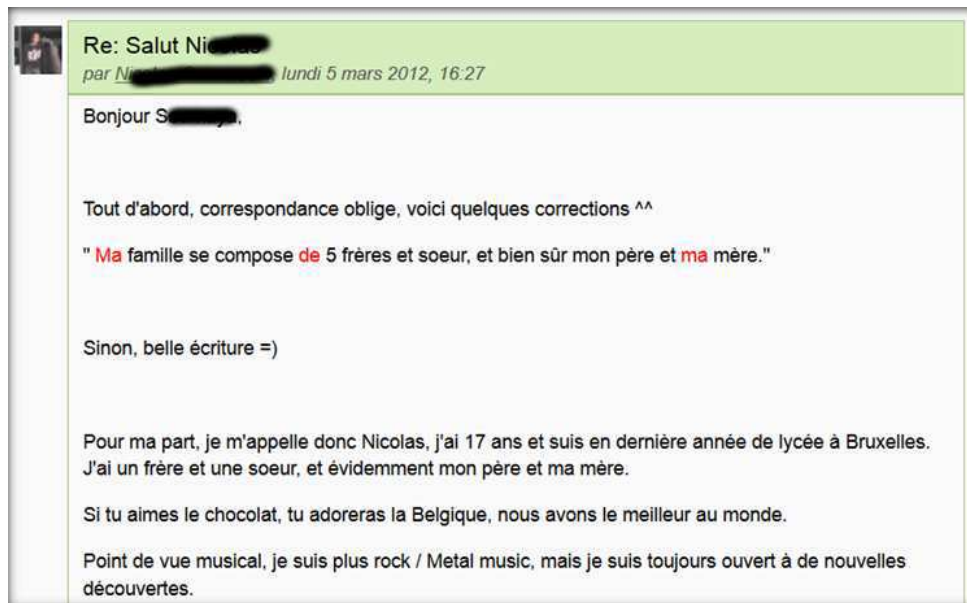 Re: Salut
par lundi 5 mars 2012, 16:27
Bonjour
Tout d'abord, correspondance oblige, voici quelques corrections ^^
" Ma famille se compose de 5 frères et soeur, et bien sûr mon père et ma mère."
Sinon, belle écriture =)
Pour ma part, je m'appelle donc Nicolas, j'ai 17 ans et suis en dernière année de lycée à Bruxelles.
J'ai un frère et une soeur, et évidemment mon père et ma mère.
Si tu aimes le chocolat, tu adoreras la Belgique, nous avons le meilleur au monde.
Point de vue musical, je suis plus rock / Metal music, mais je suis toujours ouvert à de nouvelles
découvertes.